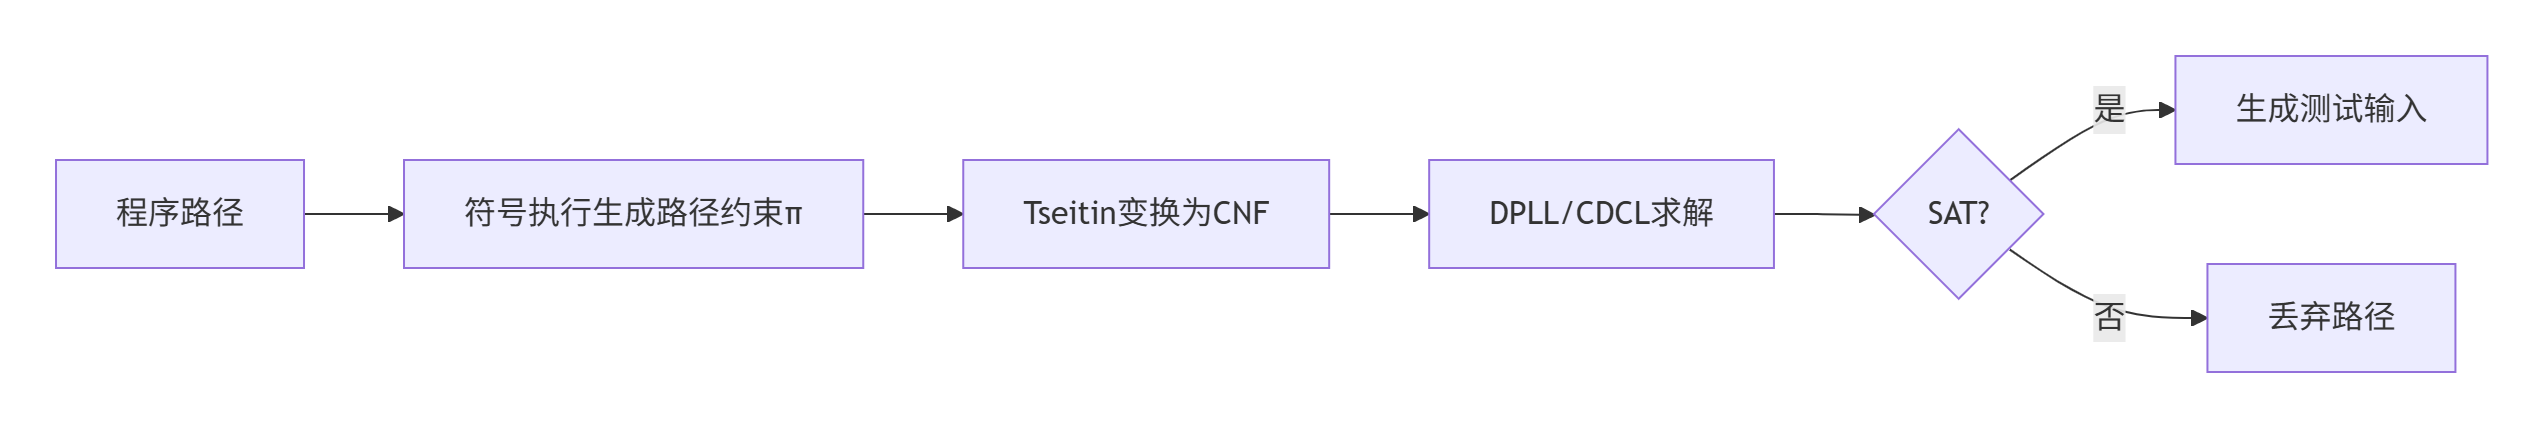 程序路径
符号执行生成路径约束π
Tseitin变换为CNF
DPLL/CDCL求解
SAT?
是
生成测试输入
否
丢弃路径